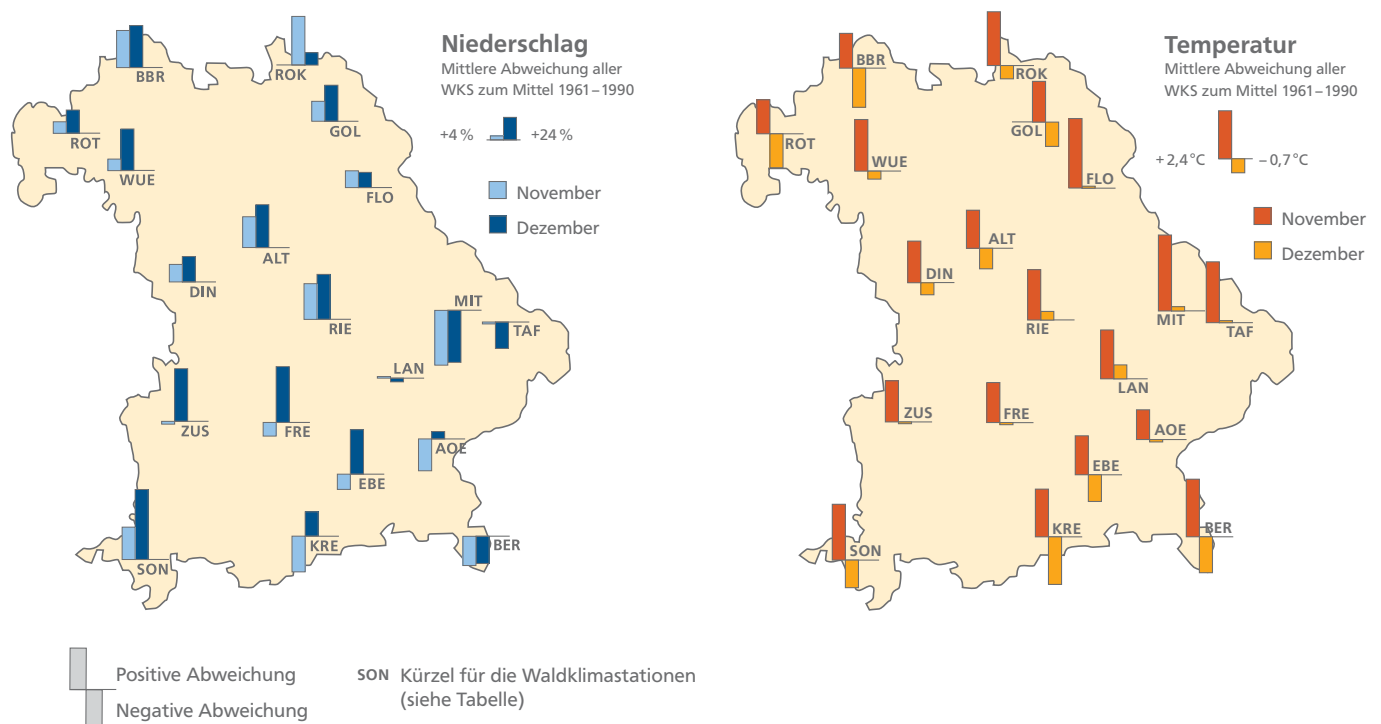 Niederschlag
Mittlere Abweichung aller
WKS zum Mittel 1961–1990
+4 % +24 %
November
Dezember
BBR
ROK
GOL
ROT
WUE
FLO
ALT
DIN
RIE
MIT
TAF
LAN
ZUS
FRE
AOE
EBE
KRE
BER
SON
Temperatur
Mittlere Abweichung aller
WKS zum Mittel 1961–1990
+2,4 °C –0,7 °C
November
Dezember
BBR
ROK
GOL
ROT
WUE
FLO
ALT
DIN
RIE
MIT
TAF
LAN
ZUS
FRE
AOE
EBE
KRE
BER
SON
Positive Abweichung
Negative Abweichung
SON Kürzel für die Waldklimastationen
(siehe Tabelle)